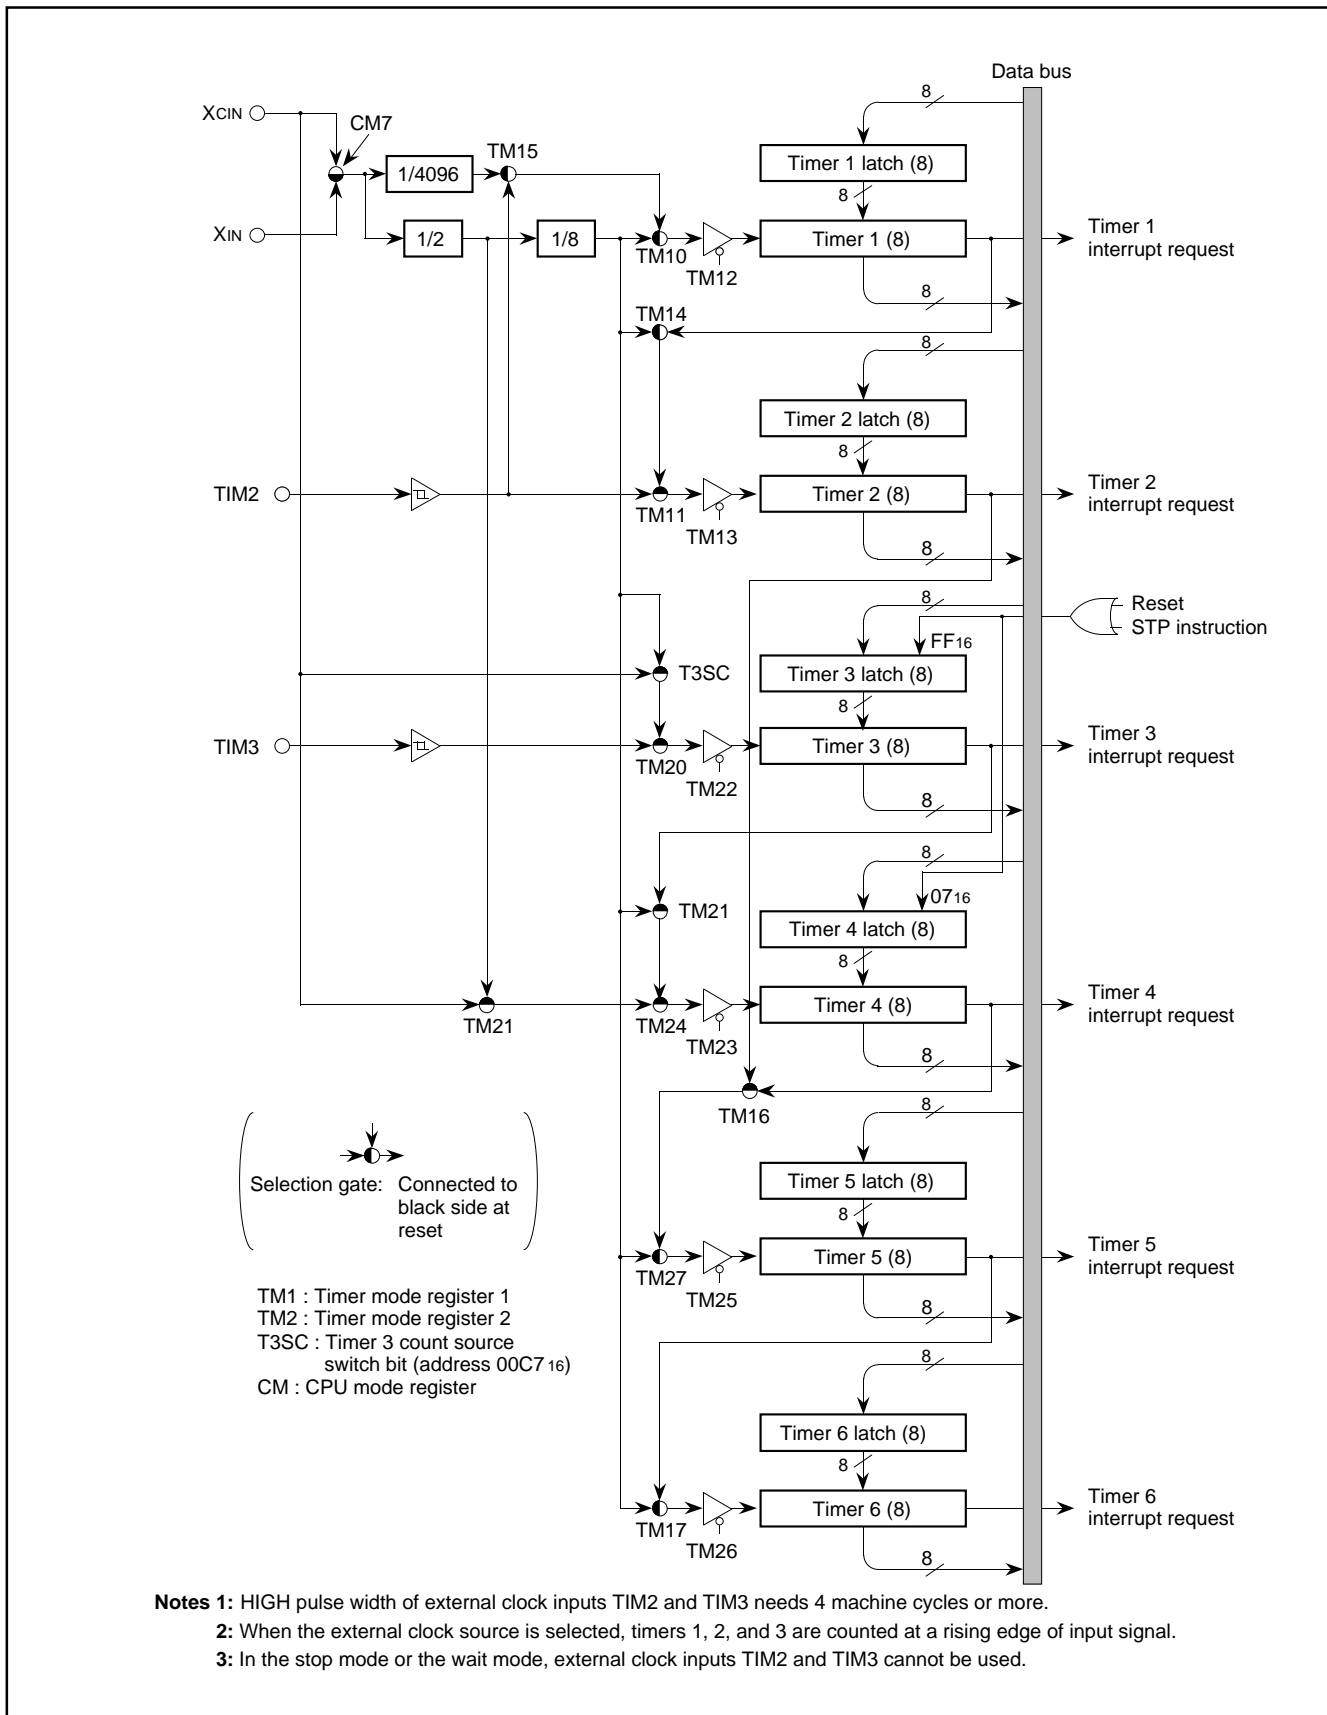 Data bus
8
XCIN
CM7
TM15
1/4096
Timer 1 latch (8)
8
XIN
1/2
1/8
TM10
TM12
Timer 1 (8)
Timer 1
interrupt request
8
TM14
8
Timer 2 latch (8)
8
TIM2
TM11
TM13
Timer 2 (8)
Timer 2
interrupt request
8
8
Reset
STP instruction
FF16
T3SC
Timer 3 latch (8)
8
TIM3
TM20
TM22
Timer 3 (8)
Timer 3
interrupt request
8
8
0716
TM21
Timer 4 latch (8)
8
TM21
TM24
TM23
Timer 4 (8)
Timer 4
interrupt request
8
TM16
8
Selection gate: Connected to
black side at
reset
Timer 5 latch (8)
8
TM27
TM25
Timer 5 (8)
Timer 5
interrupt request
8
TM1 : Timer mode register 1
TM2 : Timer mode register 2
T3SC : Timer 3 count source
switch bit (address 00C716)
CM : CPU mode register
8
Timer 6 latch (8)
8
TM17
TM26
Timer 6 (8)
Timer 6
interrupt request
8
Notes 1: HIGH pulse width of external clock inputs TIM2 and TIM3 needs 4 machine cycles or more.
2: When the external clock source is selected, timers 1, 2, and 3 are counted at a rising edge of input signal.
3: In the stop mode or the wait mode, external clock inputs TIM2 and TIM3 cannot be used.